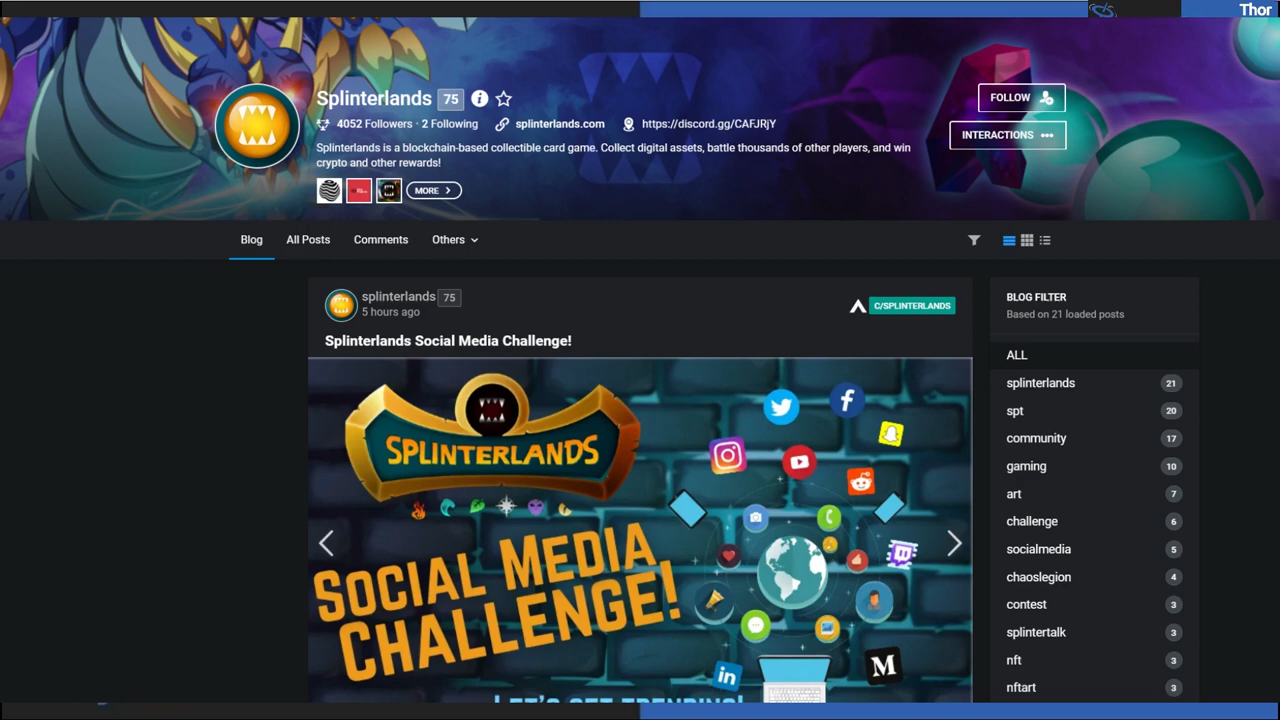 Thor
Splinterlands 75
4052 Followers · 2 Following splinterlands.com https://discord.gg/CAFJRjY
Splinterlands is a blockchain-based collectible card game. Collect digital assets, battle thousands of other players, and win
crypto and other rewards!
MORE
FOLLOW
INTERACTIONS
Blog All Posts Comments Others
splinterlands 75
5 hours ago
C/SPLINTERLANDS
Splinterlands Social Media Challenge!
SPLINTERLANDS
SOCIAL MEDIA
CHALLENGE!
LET'S GET TRENDING!
in
M
BLOG FILTER
Based on 21 loaded posts
ALL
splinterlands 21
spt 20
community 17
gaming 10
art 7
challenge 6
socialmedia 5
chaoslegion 4
contest 3
splintertalk 3
nft 3
nftart 3